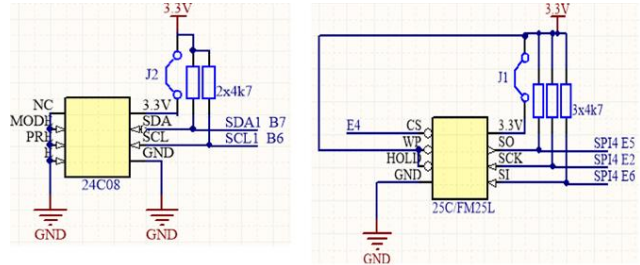 3.3V
J2
2x4k7
NC
3.3V
MODE
SDA
SDA1 B7
PRE
SCL
SCL1 B6
E
GND
24C08
GND
GND
3.3V
J1
3x4k7
E4
CS
3.3V
WP
SO
SPI4 E5
HOLD
SCK
SPI4 E2
GND
SI
SPI4 E6
25C/FM25L
GND